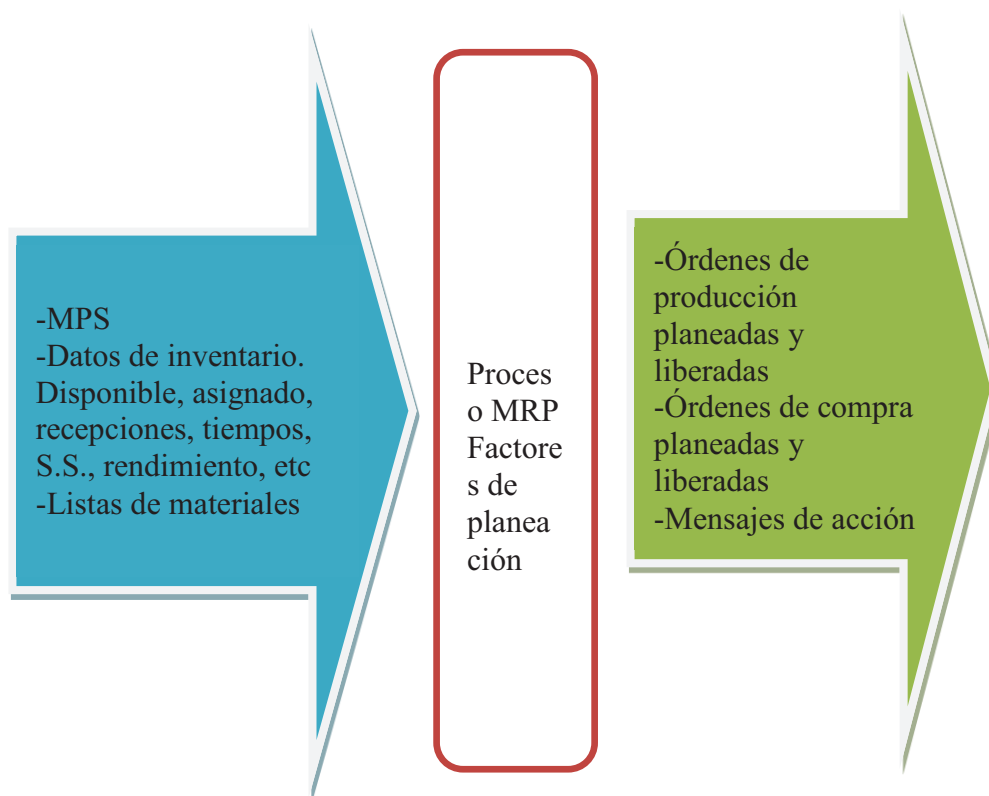 -MPS
-Datos de inventario.
Disponible, asignado,
recepciones, tiempos,
S.S., rendimiento, etc
-Listas de materiales
Proces
o MRP
Factore
s de
planea
ción
-Órdenes de
producción
planeadas y
liberadas
-Órdenes de compra
planeadas y
liberadas
-Mensajes de acción